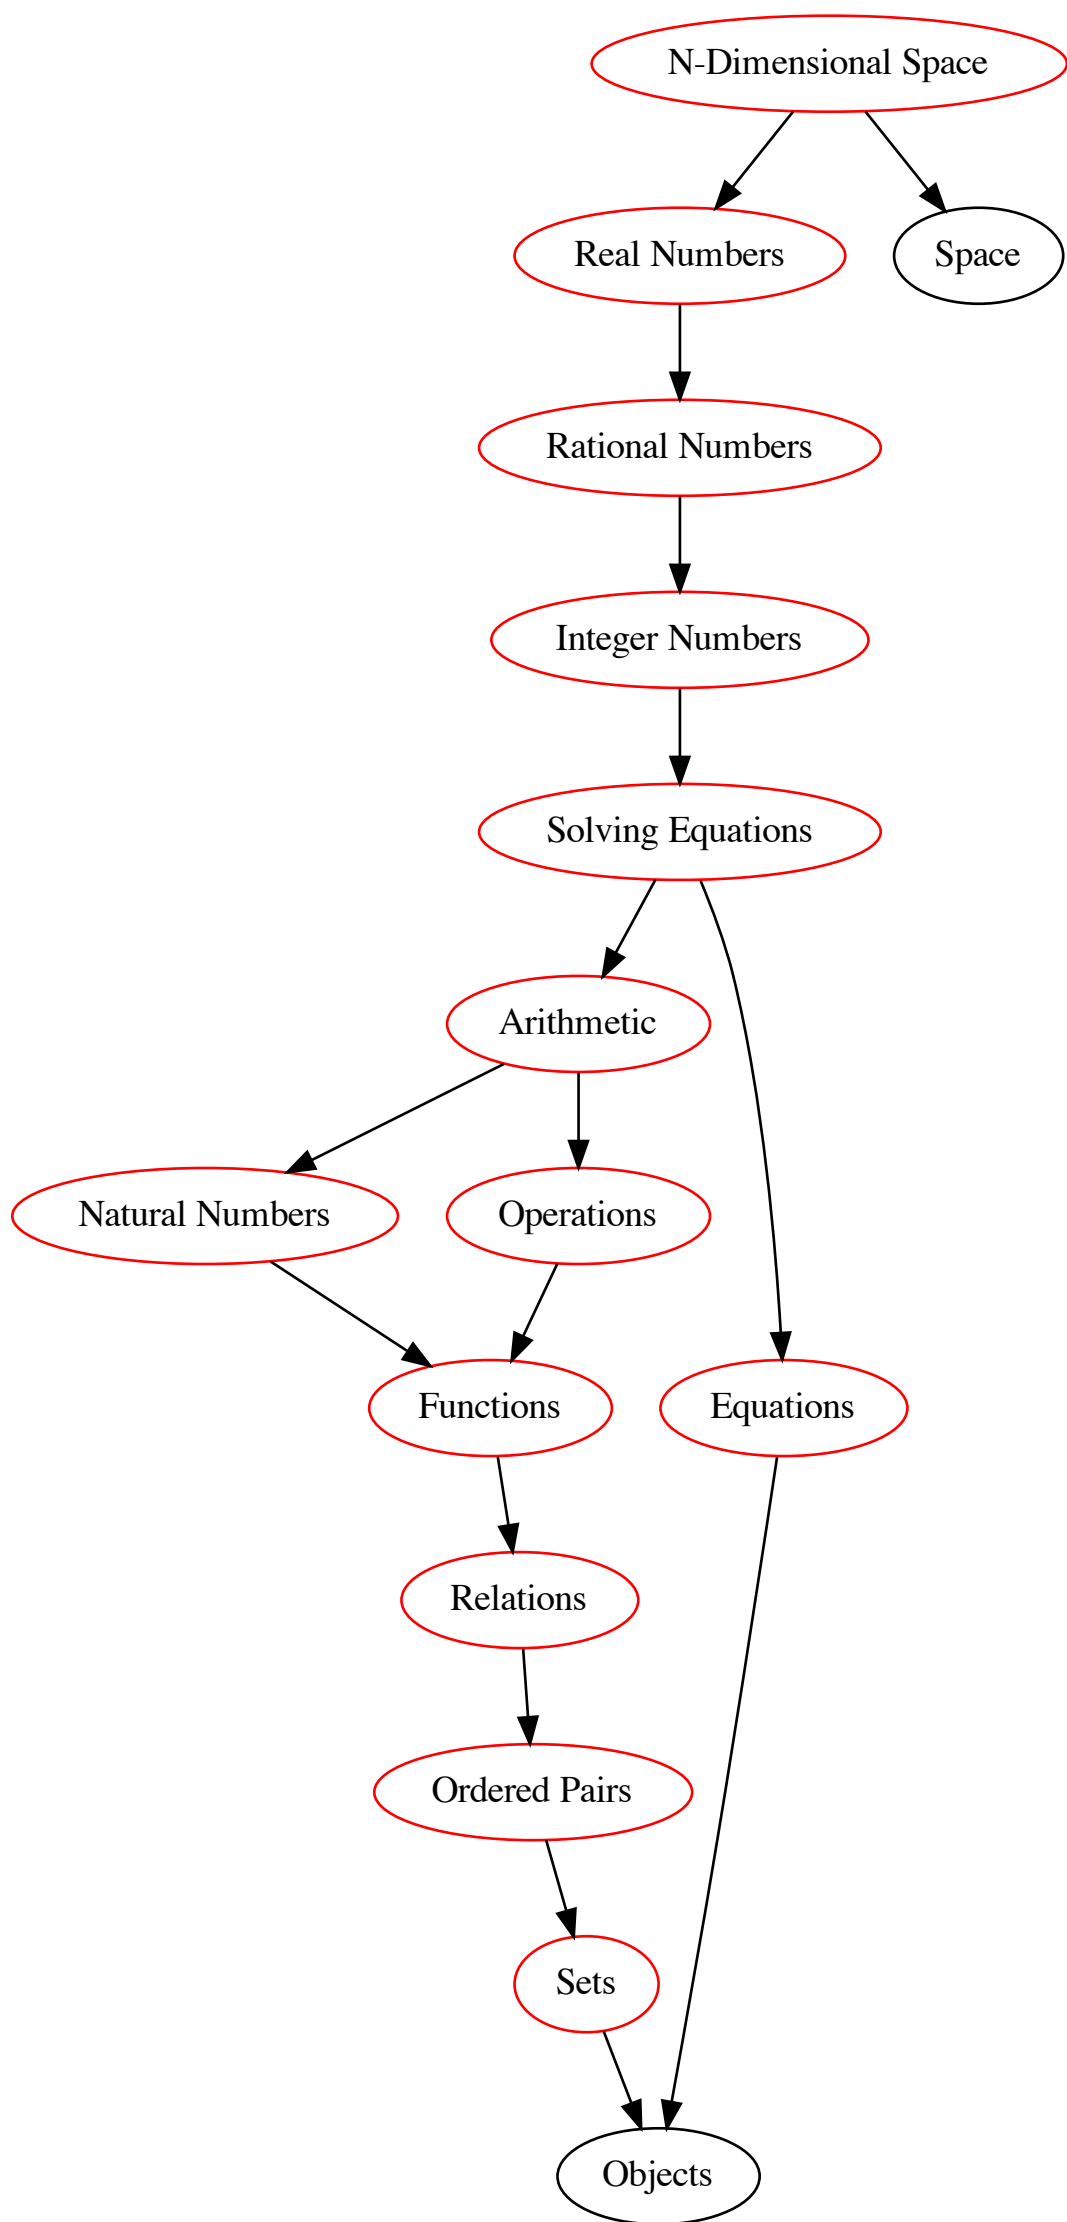 N-Dimensional Space
Real Numbers
Space
Rational Numbers
Integer Numbers
Solving Equations
Arithmetic
Natural Numbers
Operations
Functions
Equations
Relations
Ordered Pairs
Sets
Objects